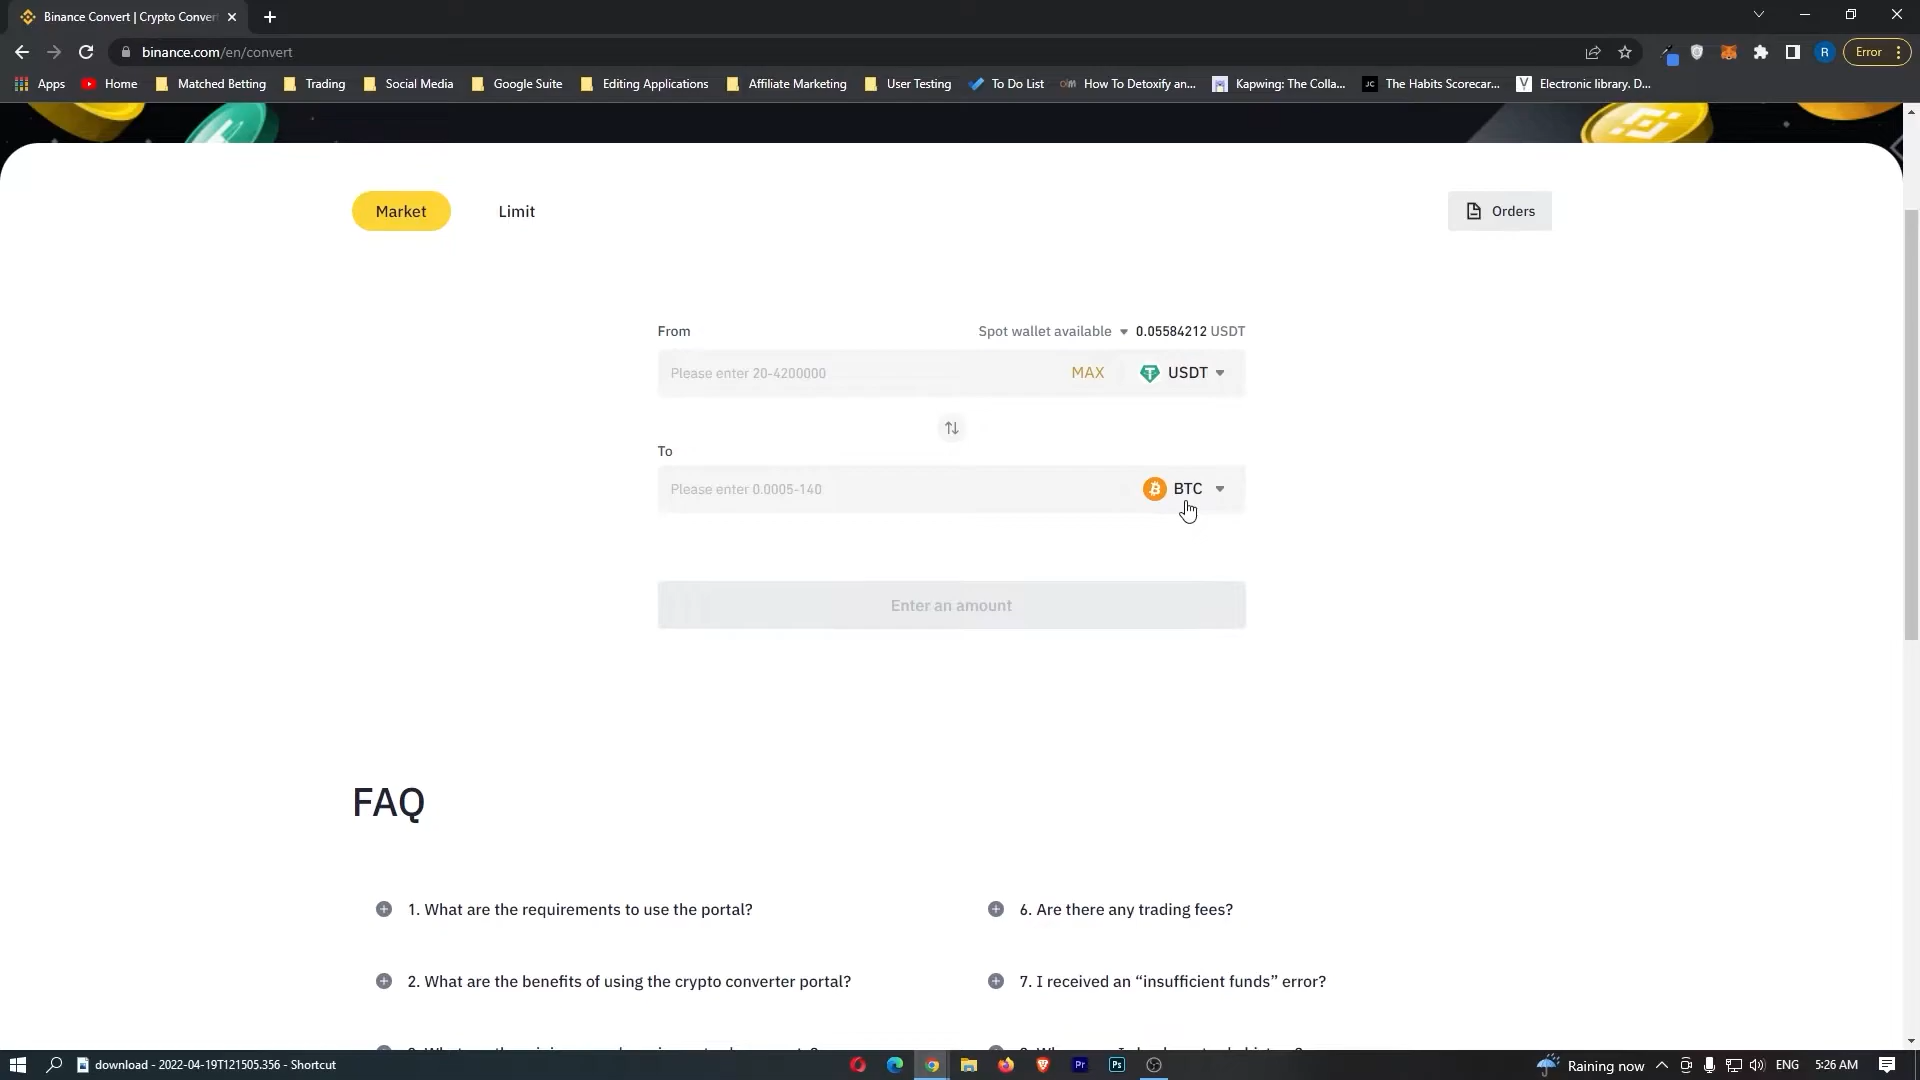 Binance Convert | Crypto Conver
binance.com/en/convert
R
Error
Apps
Home
Matched Betting
Trading
Social Media
Google Suite
Editing Applications
Affiliate Marketing
User Testing
To Do List
How To Detoxify an...
Kapwing: The Colla...
JC
The Habits Scorecar...
Electronic library. D...
Market
Limit
Orders
From
Spot wallet available
0.05584212 USDT
Please enter 20-4200000
MAX
USDT
To
Please enter 0.0005-140
BTC
Enter an amount
FAQ
1. What are the requirements to use the portal?
6. Are there any trading fees?
2. What are the benefits of using the crypto converter portal?
7. I received an “insufficient funds” error?
download - 2022-04-19T121505.356 - Shortcut
Pr
Ps
Raining now
ENG
5:26 AM